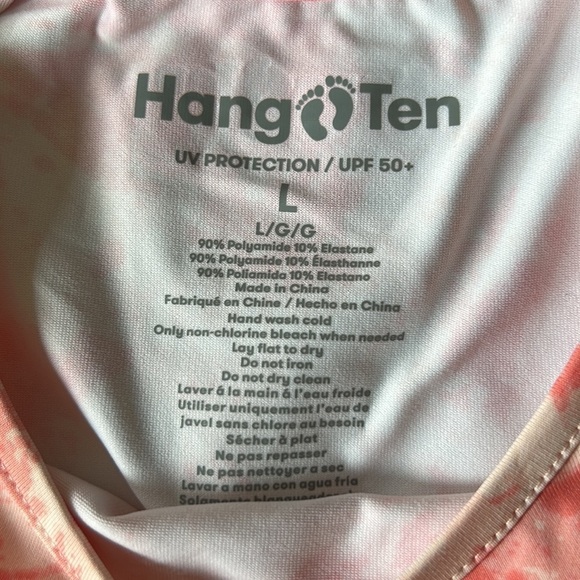 Hang Ten
UV PROTECTION / UPF 50+
L
L/G/G
90% Polyamide 10% Elastane
90% Polyamide 10% Élasthanne
90% Poliamida 10% Elastano
Made in China
Fabriqué en Chine / Hecho en China
Hand wash cold
Only non-chlorine bleach when needed
Lay flat to dry
Do not iron
Do not dry clean
Laver á la main á l'eau froide
Utiliser uniquement l'eau de
javel sans chlore au besoin
Sécher à plat
Ne pas repasser
Ne pas nettoyer a sec
Lavar a mano con agua fria
Solamente